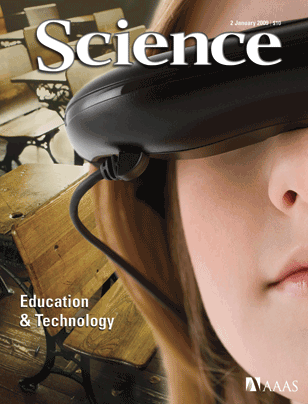 Science
2 January 2009 | $10
Education
& Technology
AAAS